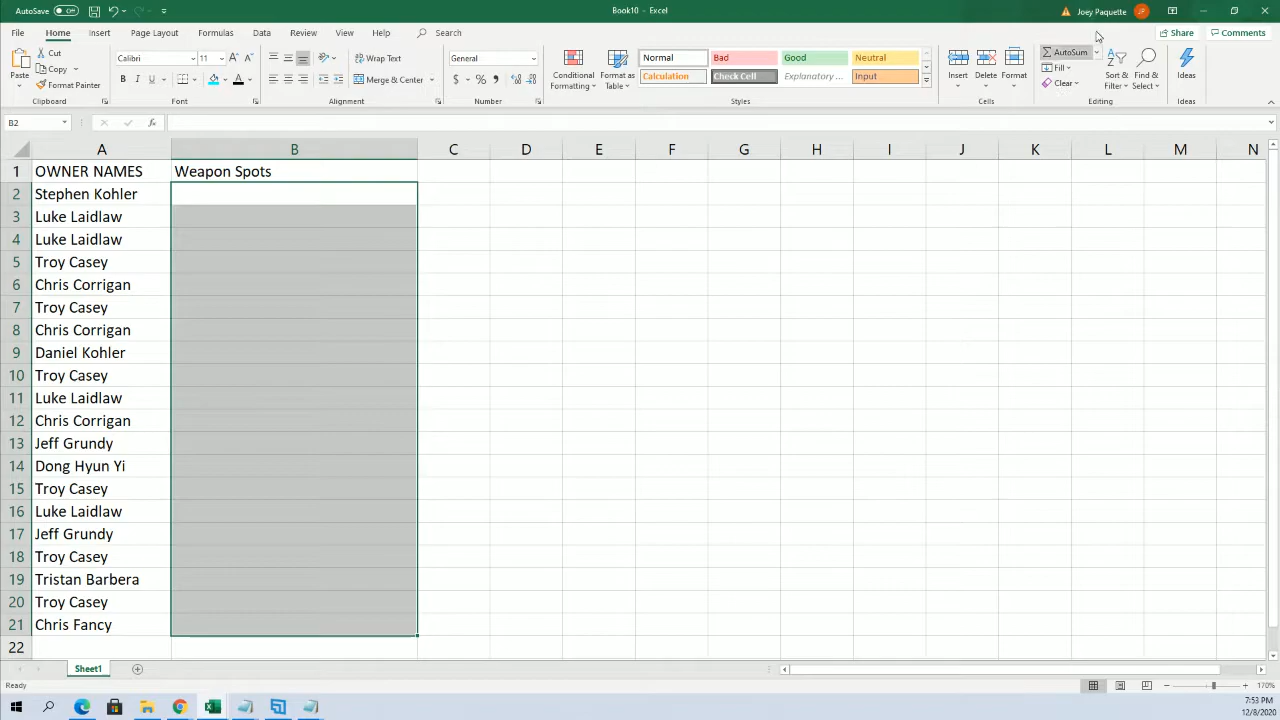 AutoSave Off Book10 – Excel Joey Paquette JP
File Home Insert Page Layout Formulas Data Review View Help Search Share Comments
Paste Cut Copy Format Painter
Calibri 11 General
B I U A
Wrap Text
Merge & Center
$ % ,
Conditional Formatting Format as Table
Normal Bad Good Neutral
Calculation Check Cell Explanatory ... Input
Insert Delete Format
AutoSum Fill Clear
Sort & Filter Find & Select Ideas
Clipboard Font Alignment Number Styles Cells Editing Ideas
B2 fx
A B C D E F G H I J K L M N
1 OWNER NAMES Weapon Spots
2 Stephen Kohler
3 Luke Laidlaw
4 Luke Laidlaw
5 Troy Casey
6 Chris Corrigan
7 Troy Casey
8 Chris Corrigan
9 Daniel Kohler
10 Troy Casey
11 Luke Laidlaw
12 Chris Corrigan
13 Jeff Grundy
14 Dong Hyun Yi
15 Troy Casey
16 Luke Laidlaw
17 Jeff Grundy
18 Troy Casey
19 Tristan Barbera
20 Troy Casey
21 Chris Fancy
22
Sheet1
Ready 170%
7:53 PM
12/8/2020